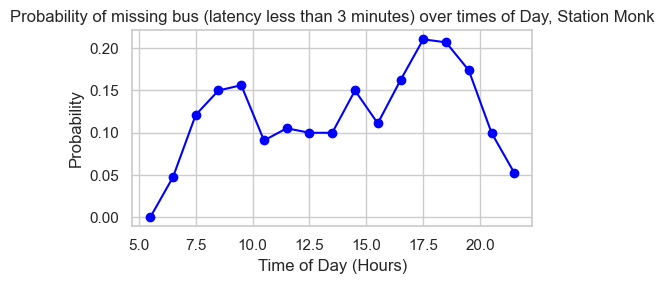 Probability of missing bus (latency less than 3 minutes) over times of Day, Station Monk
0.20
0.15
0.10
0.05
0.00
Probability
5.0 7.5 10.0 12.5 15.0 17.5 20.0
Time of Day (Hours)